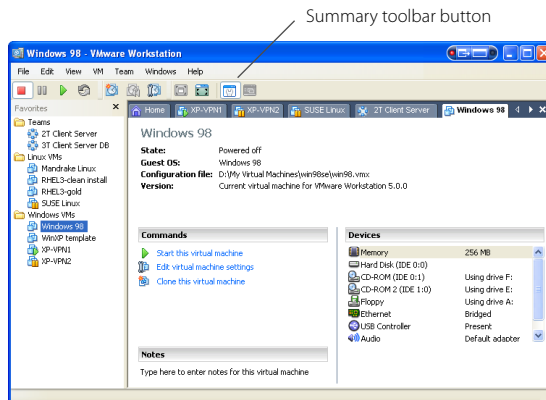 Summary toolbar button
Windows 98 - VMware Workstation
File Edit View VM Team Windows Help
Favorites
Home XP-VPN1 XP-VPN2 SUSE Linux 2T Client Server Windows 98
Teams
2T Client Server
3T Client Server DB
Linux VMs
Mandrake Linux
RHEL3-clean install
RHEL3-gold
SUSE Linux
Windows VMs
Windows 98
WinXP template
XP-VPN1
XP-VPN2
Windows 98
State: Powered off
Guest OS: Windows 98
Configuration file: D:\My Virtual Machines\win98se\win98.vmx
Version: Current virtual machine for VMware Workstation 5.0.0
Commands
Start this virtual machine
Edit virtual machine settings
Clone this virtual machine
Notes
Type here to enter notes for this virtual machine
Devices
Memory 256 MB
Hard Disk (IDE 0:0)
CD-ROM (IDE 0:1) Using drive F:
CD-ROM 2 (IDE 1:0) Using drive E:
Floppy Using drive A:
Ethernet Bridged
USB Controller Present
Audio Default adapter